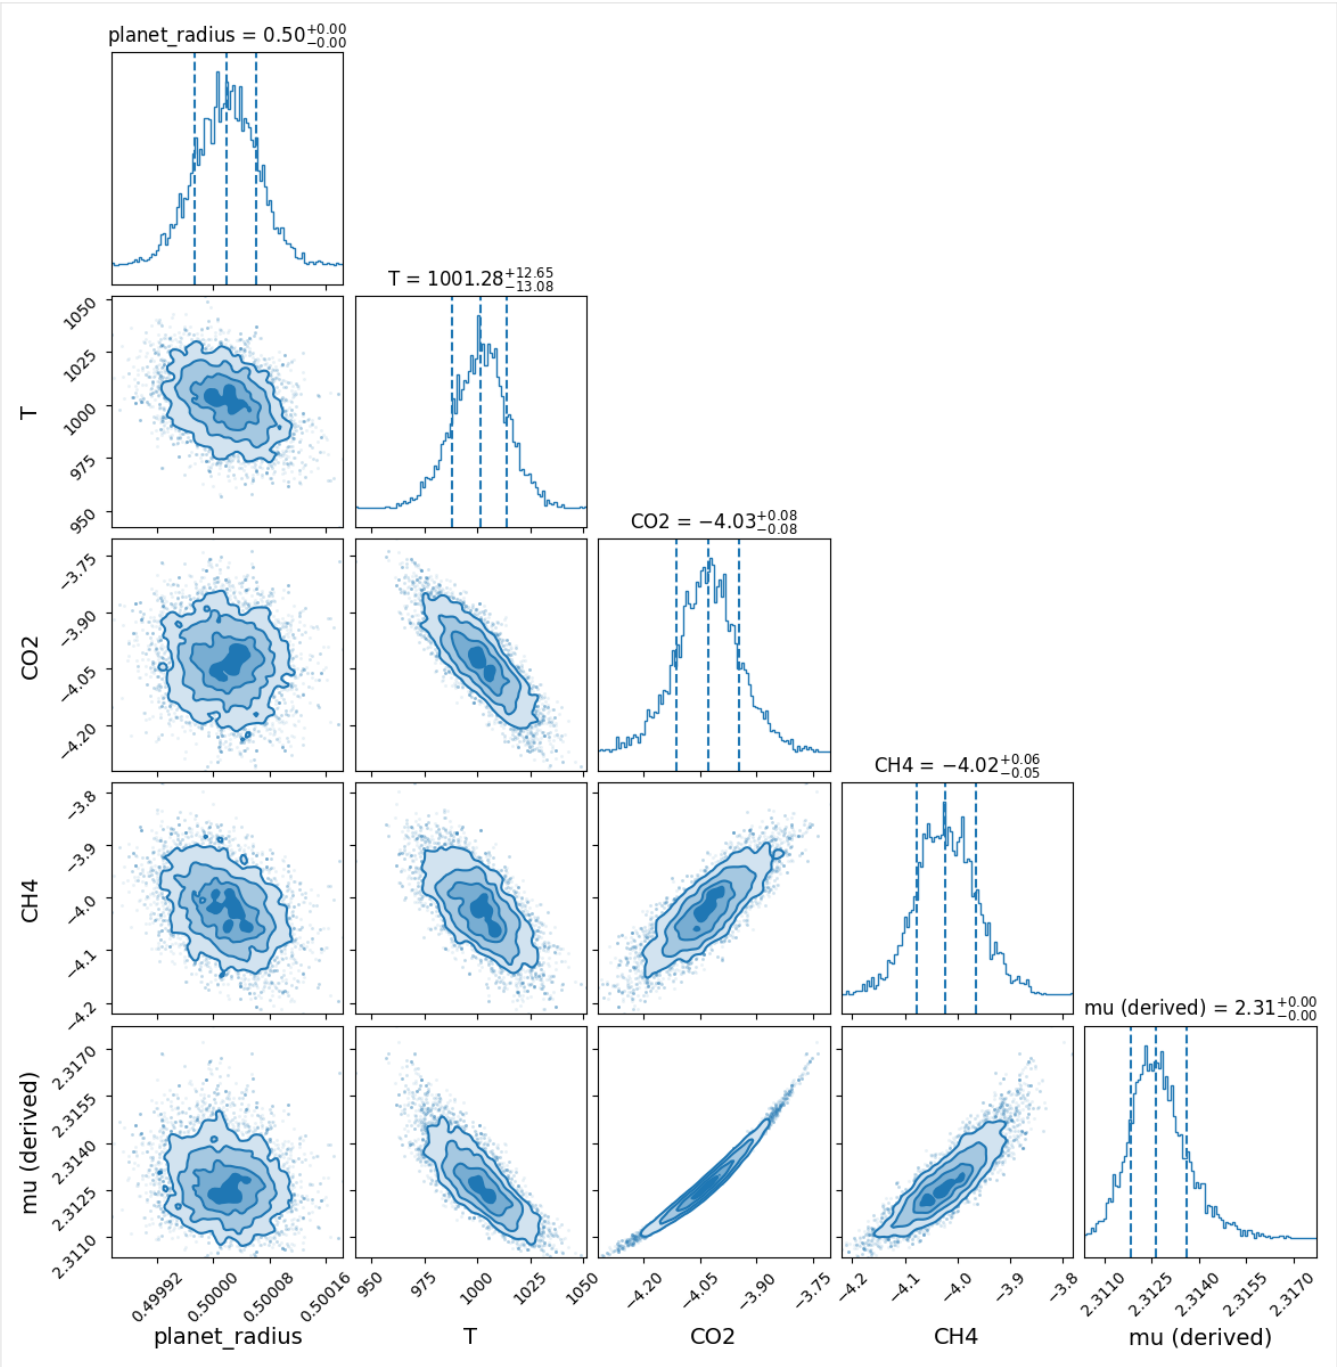 planet_radius = 0.50+0.00−0.00
T = 1001.28+12.65−13.08
1050
1025
1000
975
950
T
CO2 = −4.03+0.08−0.08
−3.75
−3.90
−4.05
−4.20
CO2
CH4 = −4.02+0.06−0.05
−3.8
−3.9
−4.0
−4.1
−4.2
CH4
mu (derived) = 2.31+0.00−0.00
2.3170
2.3155
2.3140
2.3125
2.3110
mu (derived)
0.49992 0.50000 0.50008 0.50016 950 975 1000 1025 1050 −4.20 −4.05 −3.90 −3.75 −4.2 −4.1 −4.0 −3.9 −3.8 2.3110 2.3125 2.3140 2.3155 2.3170
planet_radius T CO2 CH4 mu (derived)